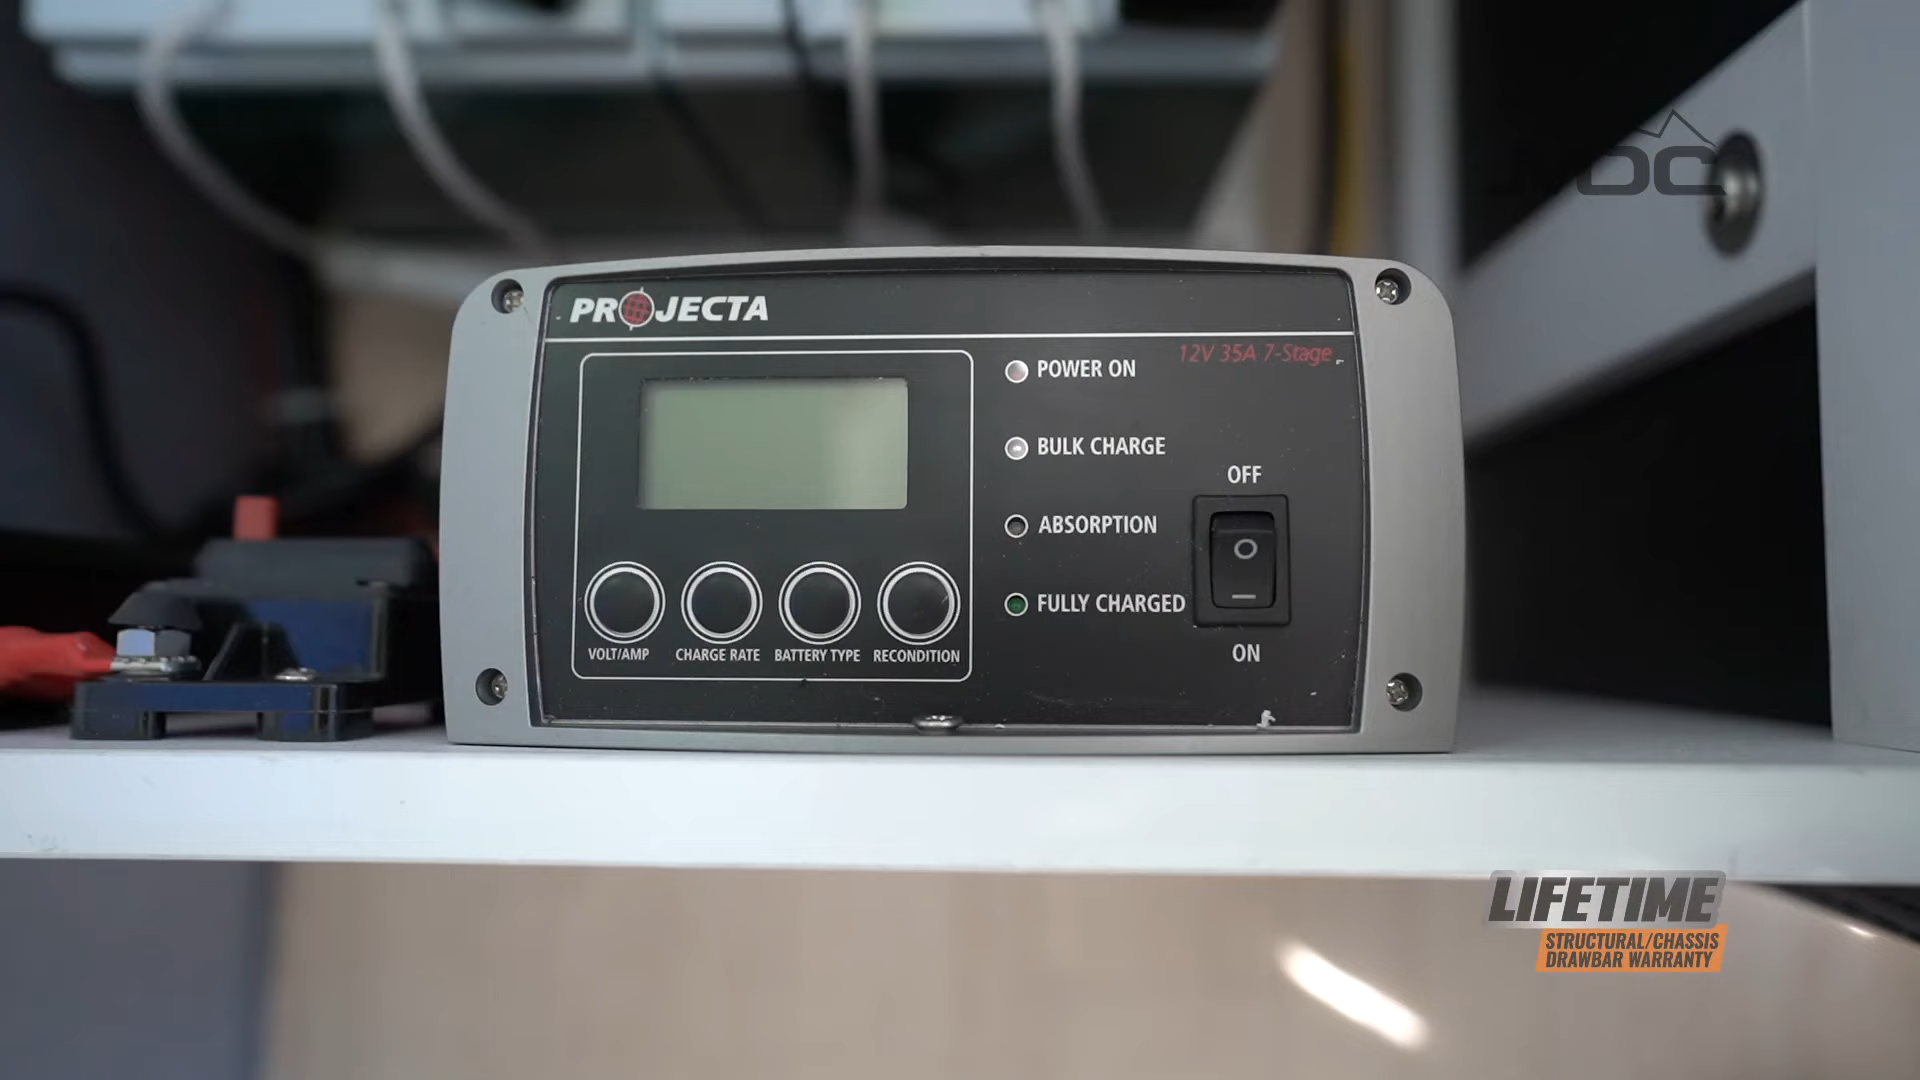 PROJECTA
12V 35A 7-Stage
POWER ON
BULK CHARGE
ABSORPTION
FULLY CHARGED
OFF
ON
VOLT/AMP
CHARGE RATE
BATTERY TYPE
RECONDITION
LIFETIME
STRUCTURAL/CHASSIS
DRAWBAR WARRANTY